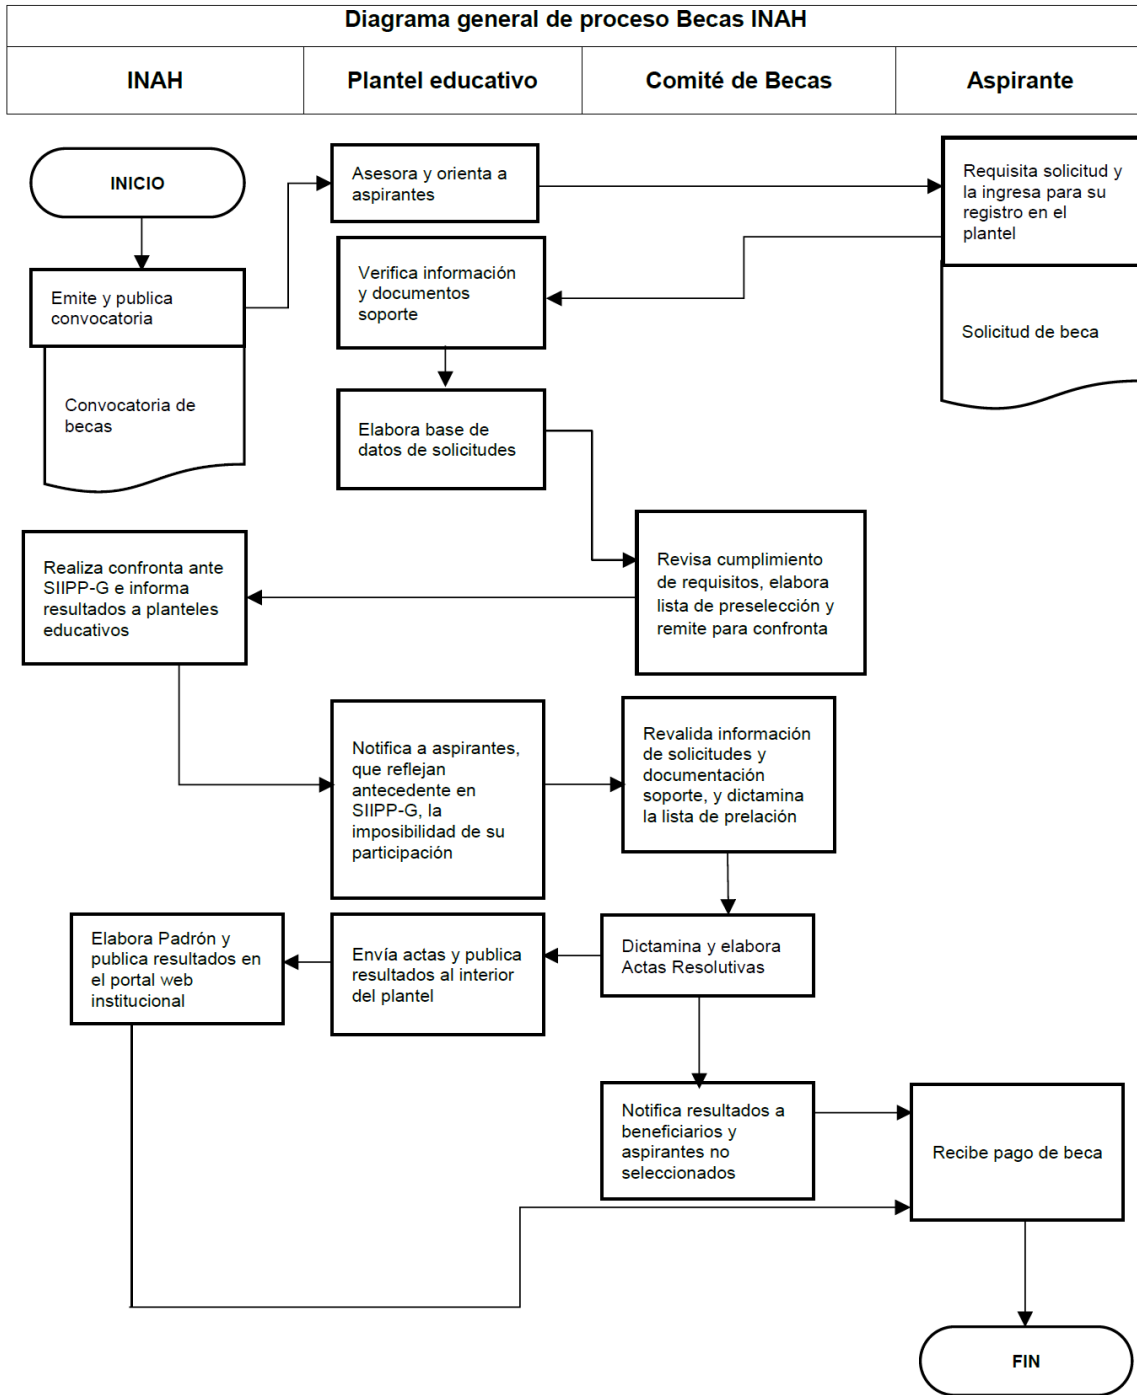 Diagrama general de proceso Becas INAH
INAH
Plantel educativo
Comité de Becas
Aspirante
INICIO
Asesora y orienta a
aspirantes
Requisita solicitud y
la ingresa para su
registro en el
plantel
Emite y publica
convocatoria
Verifica información
y documentos
soporte
Solicitud de beca
Convocatoria de
becas
Elabora base de
datos de solicitudes
Realiza confronta ante
SIIPP-G e informa
resultados a planteles
educativos
Revisa cumplimiento
de requisitos, elabora
lista de preselección y
remite para confronta
Notifica a aspirantes,
que reflejan
antecedente en
SIIPP-G, la
imposibilidad de su
participación
Revalida información
de solicitudes y
documentación
soporte, y dictamina
la lista de prelación
Elabora Padrón y
publica resultados en
el portal web
institucional
Envía actas y publica
resultados al interior
del plantel
Dictamina y elabora
Actas Resolutivas
Notifica resultados a
beneficiarios y
aspirantes no
seleccionados
Recibe pago de beca
FIN